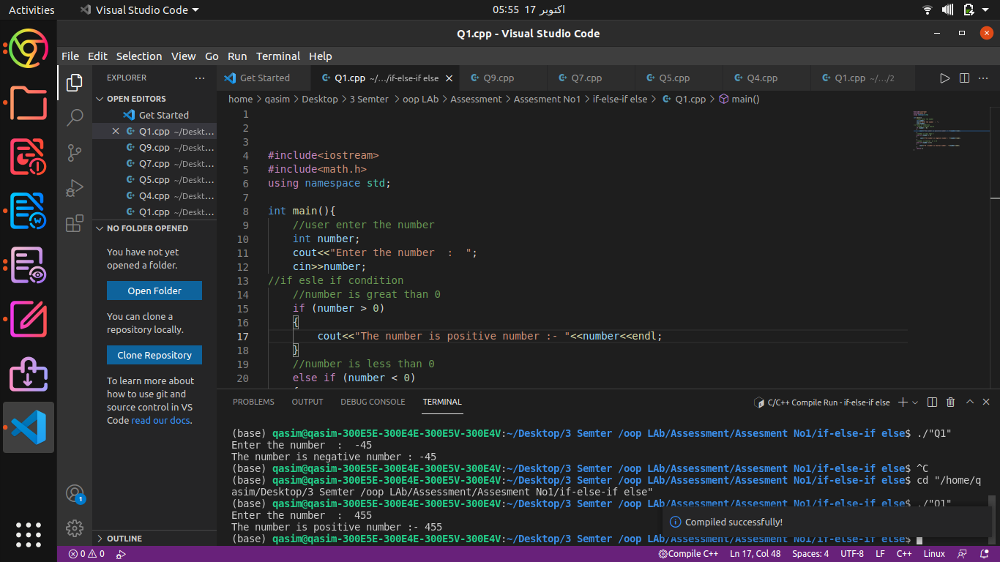 Activities
Visual Studio Code
05:55 17 اکتوبر
Q1.cpp - Visual Studio Code
File Edit Selection View Go Run Terminal Help
EXPLORER
OPEN EDITORS
Get Started
Q1.cpp ~/Deskt...
Q9.cpp ~/Deskt...
Q7.cpp ~/Deskt...
Q5.cpp ~/Deskt...
Q4.cpp ~/Deskt...
Q1.cpp ~/Deskt...
NO FOLDER OPENED
You have not yet
opened a folder.
Open Folder
You can clone a
repository locally.
Clone Repository
To learn more about
how to use git and
source control in VS
Code read our docs.
OUTLINE
1
Get Started Q1.cpp ~/.../if-else-if else Q9.cpp Q7.cpp Q5.cpp Q4.cpp Q1.cpp ~/.../2
home > qasim > Desktop > 3 Semter > oop LAb > Assessment > Assesment No1 > if-else-if else > Q1.cpp > main()
1
2
3
4 #include<iostream>
5 #include<math.h>
6 using namespace std;
7
8 int main(){
9 //user enter the number
10 int number;
11 cout<<"Enter the number  :  ";
12 cin>>number;
13 //if esle if condition
14 //number is great than 0
15 if (number > 0)
16 {
17 cout<<"The number is positive number :- "<<number<<endl;
18 }
19 //number is less than 0
20 else if (number < 0)
PROBLEMS OUTPUT DEBUG CONSOLE TERMINAL
C/C++ Compile Run - if-else-if else
(base) qasim@qasim-300E5E-300E4E-300E5V-300E4V:~/Desktop/3 Semter /oop LAb/Assessment/Assesment No1/if-else-if else$ ./"Q1"
Enter the number  :  -45
The number is negative number : -45
(base) qasim@qasim-300E5E-300E4E-300E5V-300E4V:~/Desktop/3 Semter /oop LAb/Assessment/Assesment No1/if-else-if else$ ^C
(base) qasim@qasim-300E5E-300E4E-300E5V-300E4V:~/Desktop/3 Semter /oop LAb/Assessment/Assesment No1/if-else-if else$ cd "/home/q
asim/Desktop/3 Semter /oop LAb/Assessment/Assesment No1/if-else-if else"
(base) qasim@qasim-300E5E-300E4E-300E5V-300E4V:~/Desktop/3 Semter /oop LAb/Assessment/Assesment No1/if-else-if else$ ./"Q1"
Enter the number  :  455
The number is positive number :- 455
(base) qasim@qasim-300E5E-300E4E-300E5V-300E4V:~/Desktop/3 Semter /oop LAb/Assessment/Assesment No1/if-else-if else$
Compiled successfully!
0 0
Compile C++ Ln 17, Col 48 Spaces: 4 UTF-8 LF C++ Linux